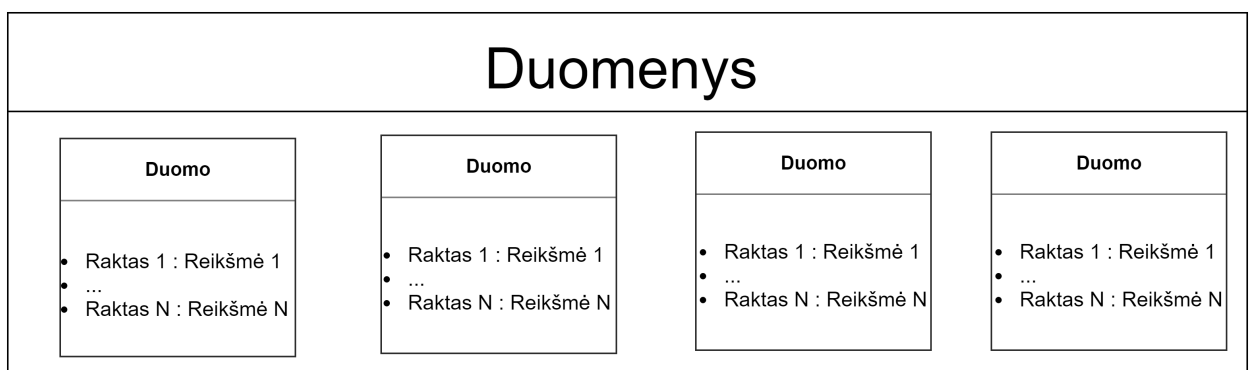 Duomenys
Duomo
Raktas 1 : Reikšmė 1
...
Raktas N : Reikšmė N
Duomo
Raktas 1 : Reikšmė 1
...
Raktas N : Reikšmė N
Duomo
Raktas 1 : Reikšmė 1
...
Raktas N : Reikšmė N
Duomo
Raktas 1 : Reikšmė 1
...
Raktas N : Reikšmė N